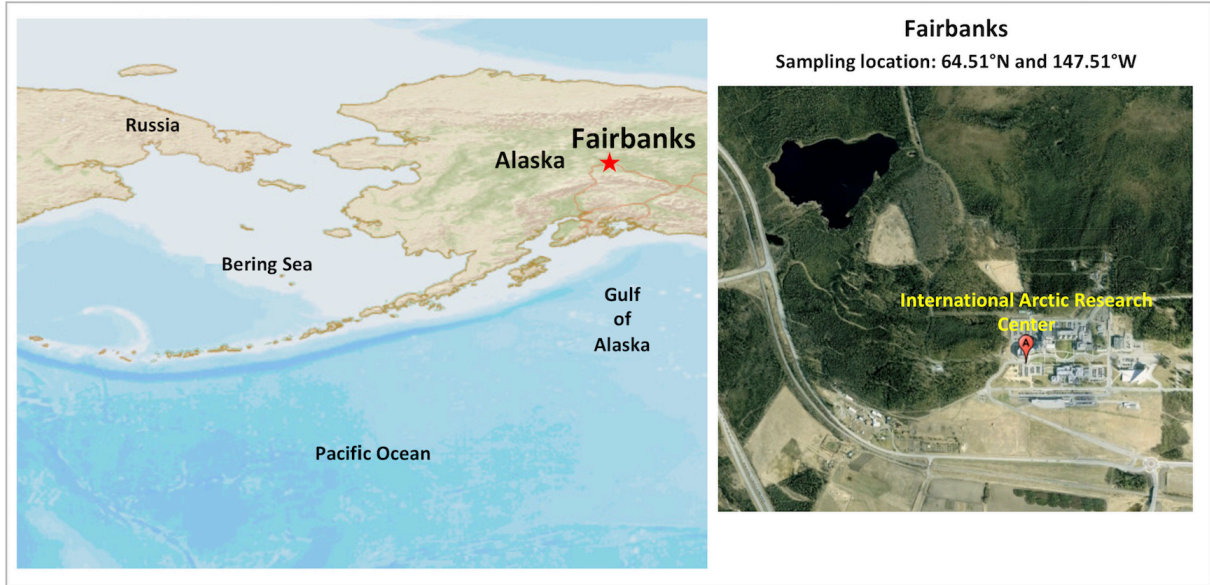 Russia
Fairbanks
Alaska
Bering Sea
Gulf
of
Alaska
Pacific Ocean
Fairbanks
Sampling location: 64.51°N and 147.51°W
International Arctic Research
Center
A